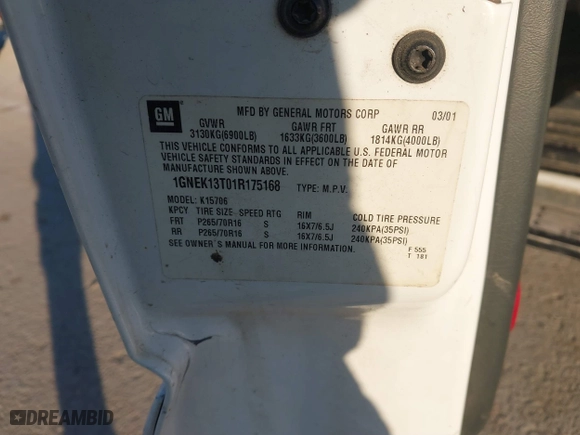 GM
MFD BY GENERAL MOTORS CORP 03/01
GVWR GAWR FRT GAWR RR
3130KG(6900LB) 1633KG(3600LB) 1814KG(4000LB)
THIS VEHICLE CONFORMS TO ALL APPLICABLE U.S. FEDERAL MOTOR
VEHICLE SAFETY STANDARDS IN EFFECT ON THE DATE OF
MANUFACTURE SHOWN ABOVE.
1GNEK13T01R175168 TYPE: M.P.V.
MODEL: K15706
KPCY TIRE SIZE SPEED RTG RIM COLD TIRE PRESSURE
FRT P265/70R16 S 16X7/6.5J 240KPA(35PSI)
RR P265/70R16 S 16X7/6.5J 240KPA(35PSI)
SEE OWNER'S MANUAL FOR MORE INFORMATION.
F 555
T 181
DREAMBID